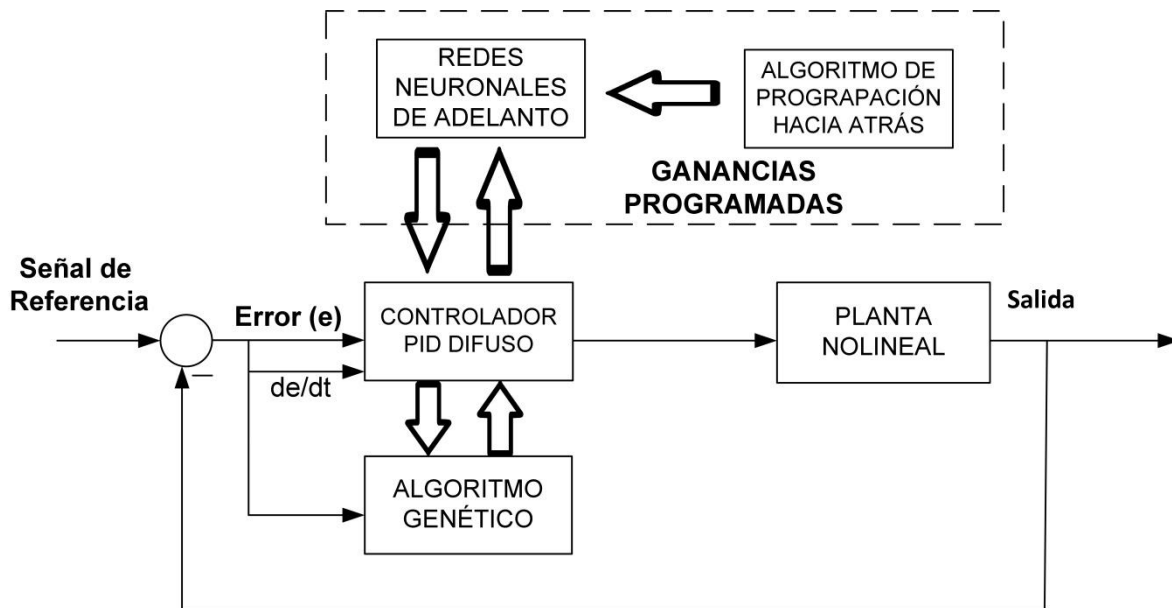 REDES
NEURONALES
DE ADELANTO
ALGORITMO DE
PROGRAPACIÓN
HACIA ATRÁS
GANANCIAS
PROGRAMADAS
Señal de
Referencia
Error (e)
de/dt
CONTROLADOR
PID DIFUSO
PLANTA
NOLINEAL
Salida
ALGORITMO
GENÉTICO